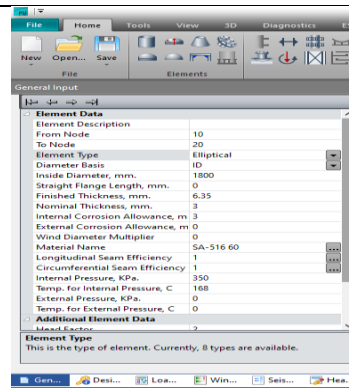 File Home Tools View 3D Diagnostics
New Open... Save
File Elements
General Input
Element Data
Element Description
From Node 10
To Node 20
Element Type Elliptical
Diameter Basis ID
Inside Diameter, mm. 1800
Straight Flange Length, mm. 0
Finished Thickness, mm. 6.35
Nominal Thickness, mm. 3
Internal Corrosion Allowance, m 3
External Corrosion Allowance, m 0
Wind Diameter Multiplier 0
Material Name SA-516 60
Longitudinal Seam Efficiency 1
Circumferential Seam Efficiency 1
Internal Pressure, KPa. 350
Temp. for Internal Pressure, C 168
External Pressure, KPa. 0
Temp. for External Pressure, C 0
Additional Element Data
Head Factor 2
Element Type
This is the type of element. Currently, 8 types are available.
Gen... Desi... Loa... Win... Seis... Hea.